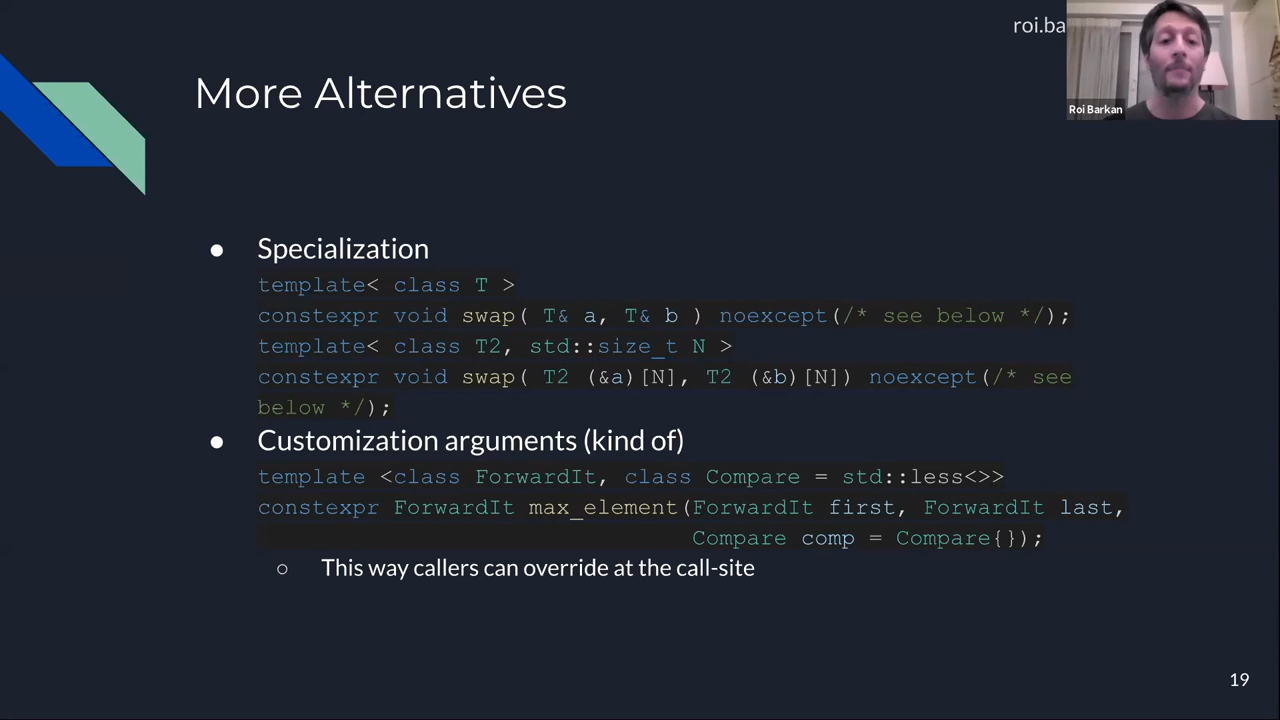 roi.ba
Roi Barkan
More Alternatives
● Specialization
template< class T >
constexpr void swap( T& a, T& b ) noexcept(/* see below */);
template< class T2, std::size_t N >
constexpr void swap( T2 (&a)[N], T2 (&b)[N]) noexcept(/* see
below */);
● Customization arguments (kind of)
template <class ForwardIt, class Compare = std::less<>>
constexpr ForwardIt max_element(ForwardIt first, ForwardIt last,
Compare comp = Compare{});
○ This way callers can override at the call-site
19